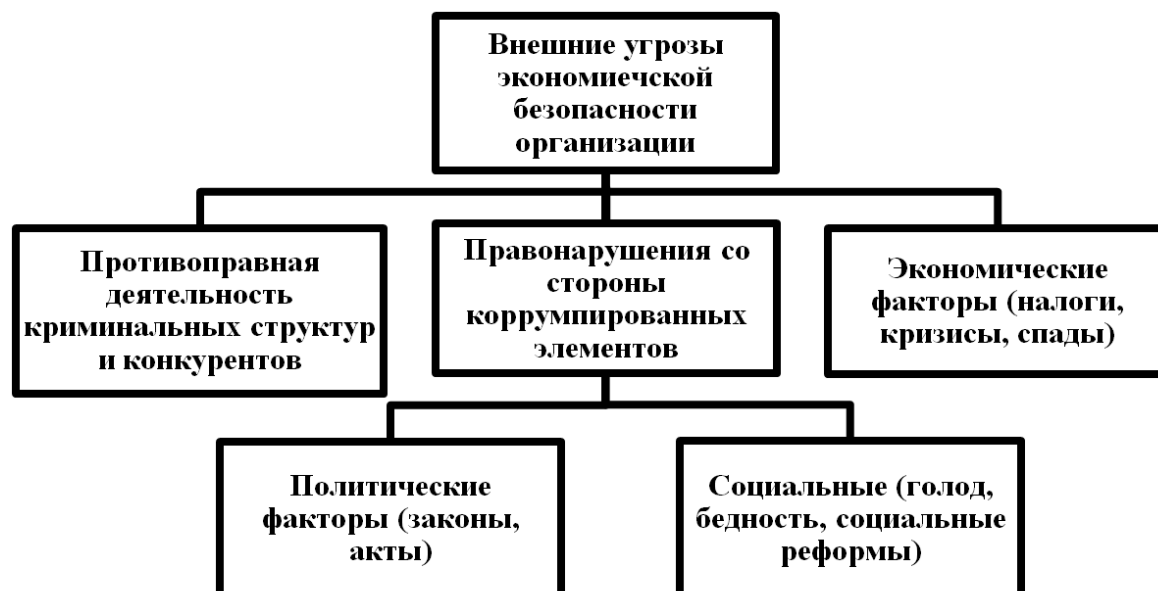 Внешние угрозы
экономиечской
безопасности
организации
Противоправная
деятельность
криминальных структур
и конкурентов
Правонарушения со
стороны
коррумпированных
элементов
Экономические
факторы (налоги,
кризисы, спады)
Политические
факторы (законы,
акты)
Социальные (голод,
бедность, социальные
реформы)